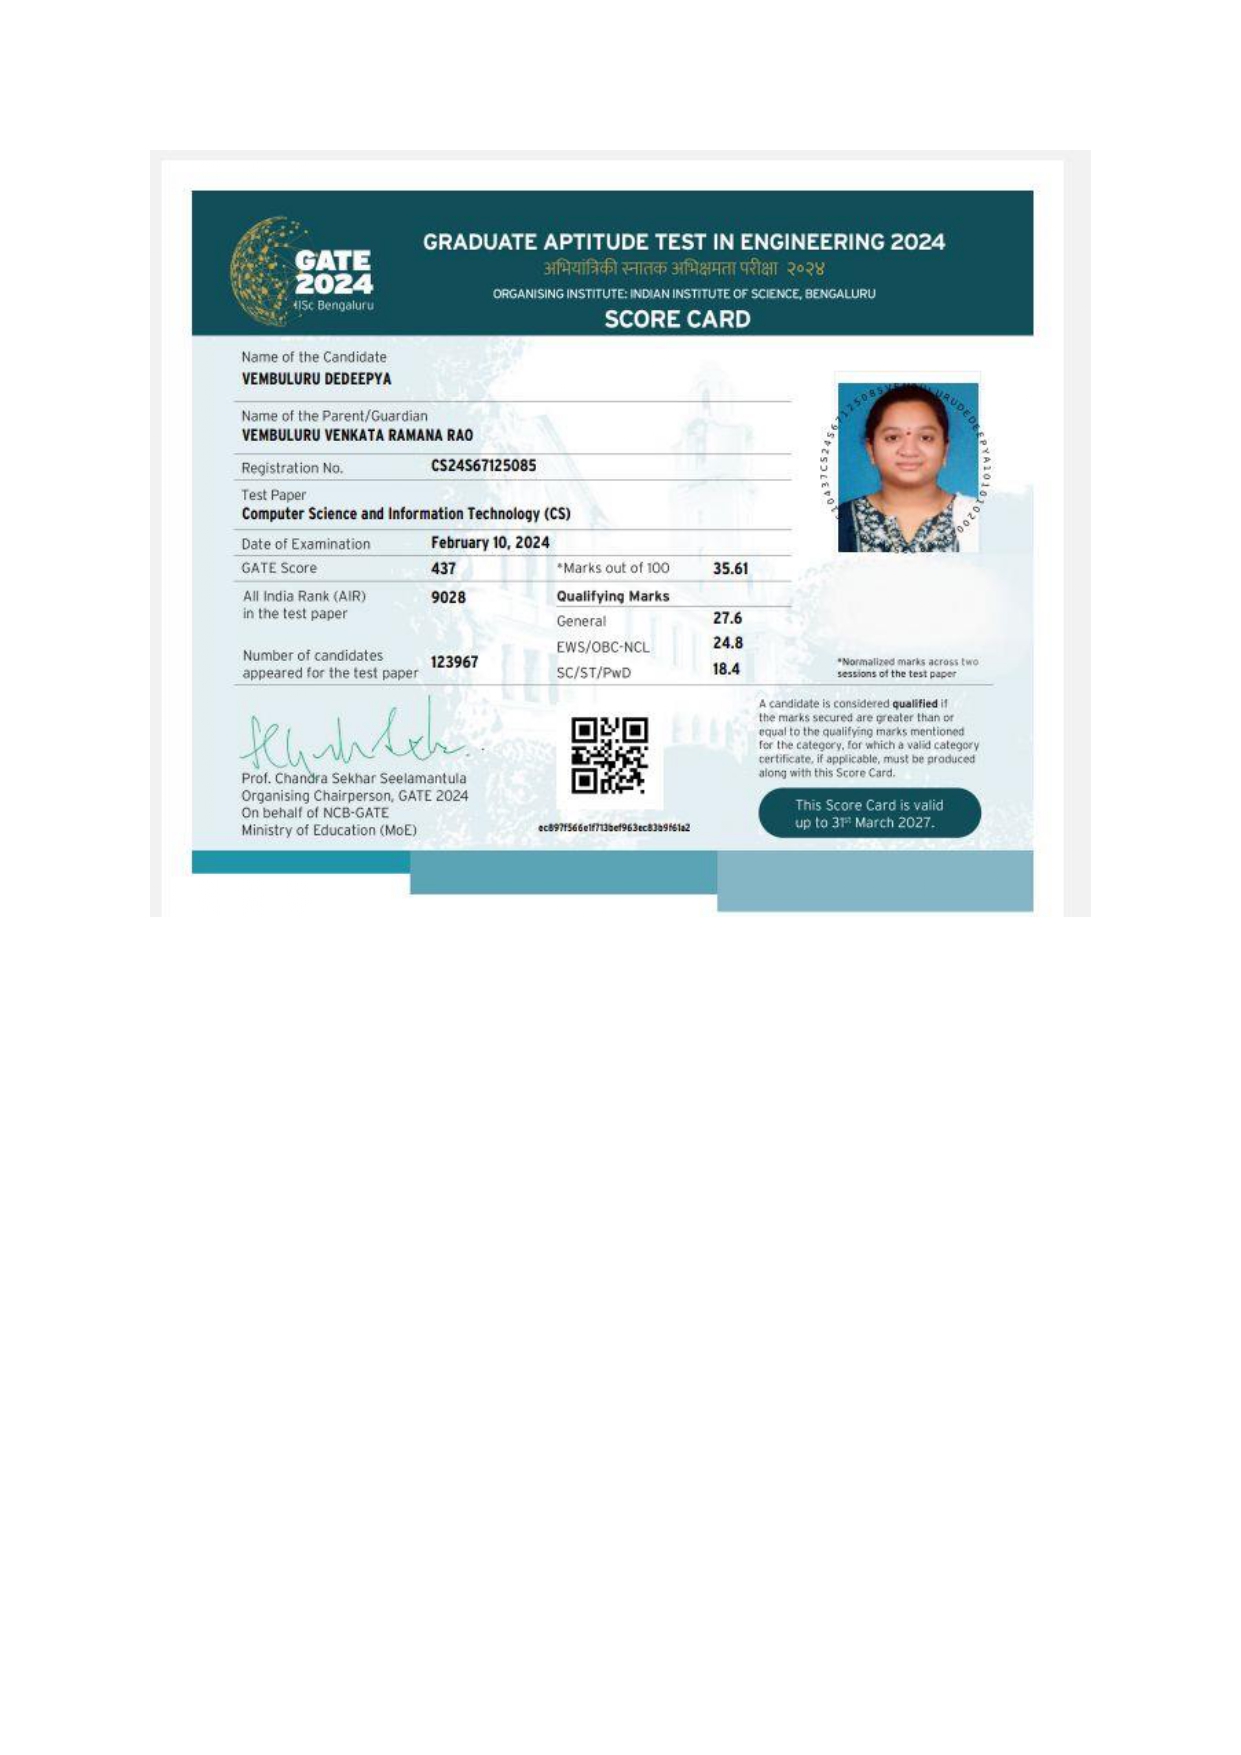 GATE
2024
IISc Bengaluru
GRADUATE APTITUDE TEST IN ENGINEERING 2024
अभियांत्रिकी स्नातक अभिक्षमता परीक्षा २०२४
ORGANISING INSTITUTE: INDIAN INSTITUTE OF SCIENCE, BENGALURU
SCORE CARD
Name of the Candidate
VEMBULURU DEDEEPYA
Name of the Parent/Guardian
VEMBULURU VENKATA RAMANA RAO
Registration No. CS24S67125085
Test Paper
Computer Science and Information Technology (CS)
Date of Examination February 10, 2024
GATE Score 437 *Marks out of 100 35.61
All India Rank (AIR)
in the test paper 9028
Qualifying Marks
General 27.6
EWS/OBC-NCL 24.8
SC/ST/PwD 18.4
Number of candidates
appeared for the test paper 123967
*Normalized marks across two
sessions of the test paper
Prof. Chandra Sekhar Seelamantula
Organising Chairperson, GATE 2024
On behalf of NCB-GATE
Ministry of Education (MoE)
A candidate is considered qualified if
the marks secured are greater than or
equal to the qualifying marks mentioned
for the category, for which a valid category
certificate, if applicable, must be produced
along with this Score Card.
This Score Card is valid
up to 31st March 2027.